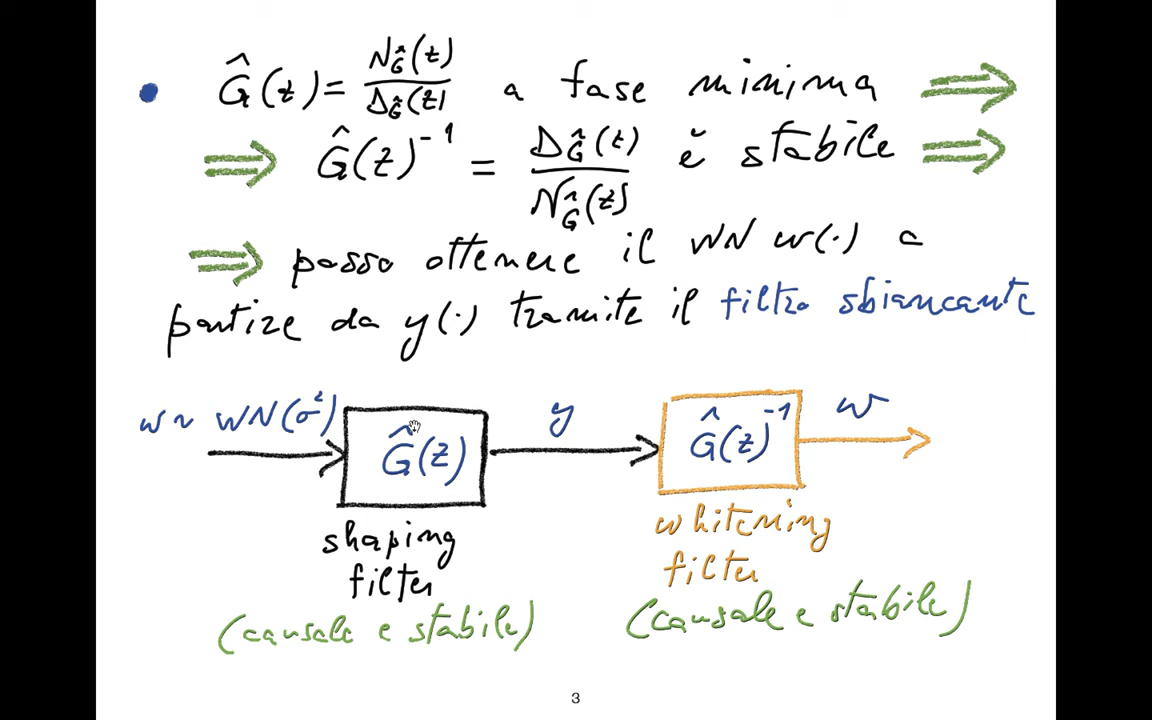 • Ĝ(z) = N_Ĝ(z) / D_Ĝ(z) a fase minima ⟹
⟹ Ĝ(z)⁻¹ = D_Ĝ(z) / N_Ĝ(z) è stabile ⟹
⟹ posso ottenere il WN w(·) a
partire da y(·) tramite il filtro sbiancante
w ~ WN(σ²) Ĝ(z) y Ĝ(z)⁻¹ w
shaping
filter
(causale e stabile)
whitening
filter
(causale e stabile)
3